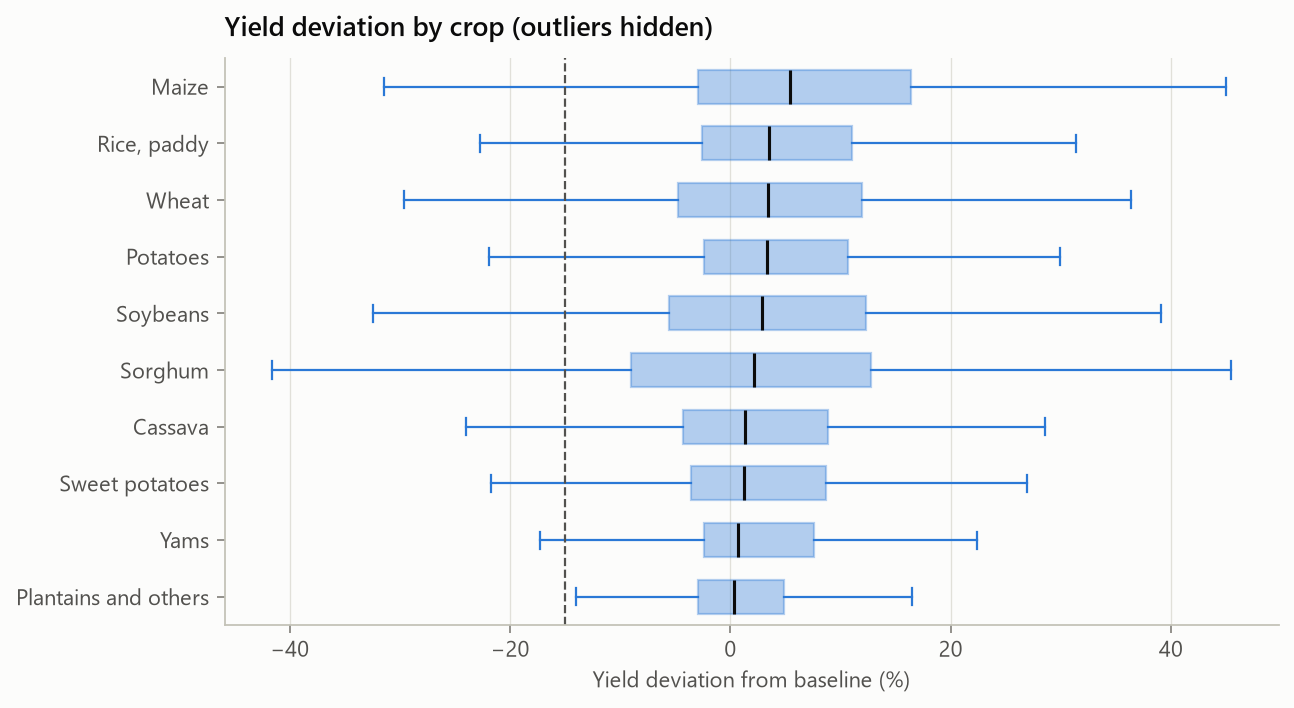 Yield deviation by crop (outliers hidden)
Maize
Rice, paddy
Wheat
Potatoes
Soybeans
Sorghum
Cassava
Sweet potatoes
Yams
Plantains and others
−40 −20 0 20 40
Yield deviation from baseline (%)